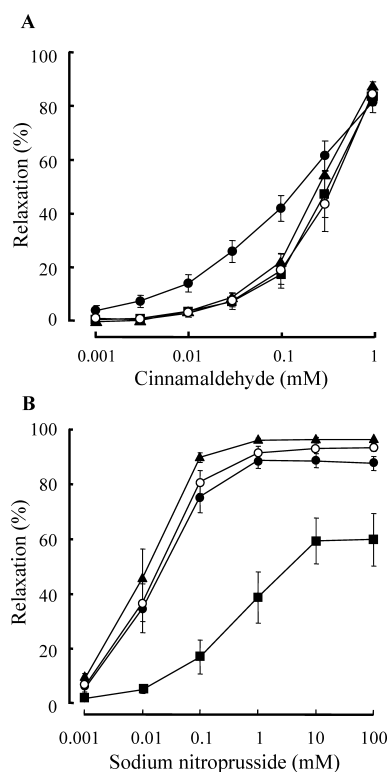 A
100
80
60
40
20
0
Relaxation (%)
0.001 0.01 0.1 1
Cinnamaldehyde (mM)
B
100
80
60
40
20
0
Relaxation (%)
0.001 0.01 0.1 1 10 100
Sodium nitroprusside (mM)